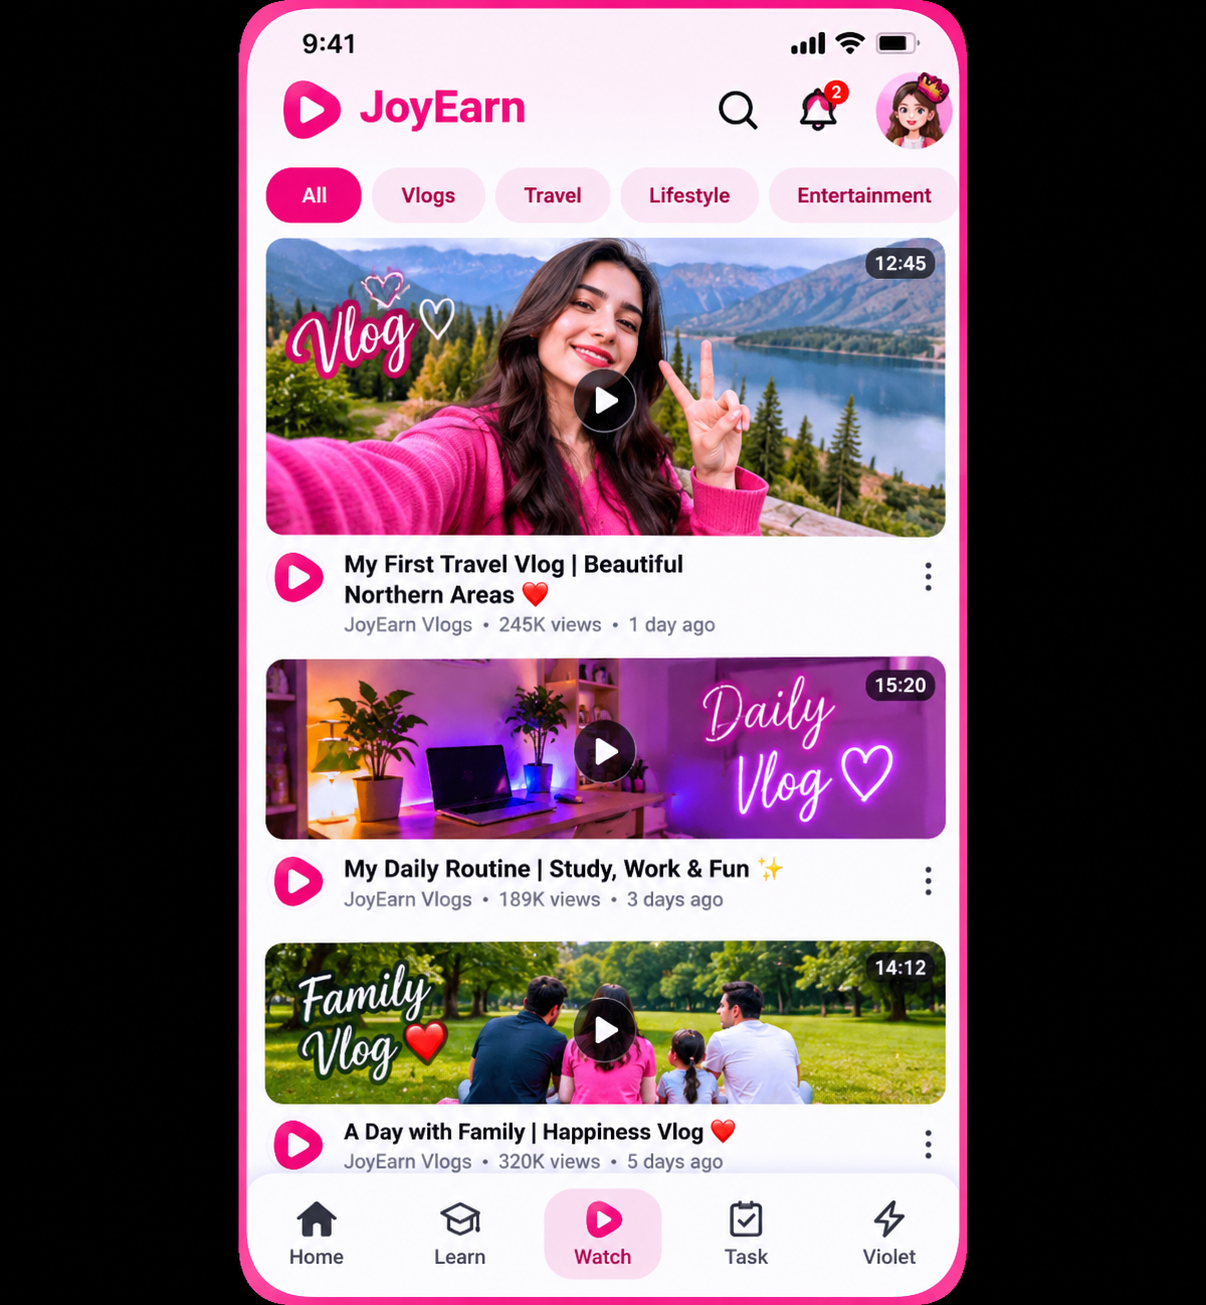 9:41
JoyEarn
2
All
Vlogs
Travel
Lifestyle
Entertainment
Vlog
12:45
My First Travel Vlog | Beautiful
Northern Areas ❤️
JoyEarn Vlogs • 245K views • 1 day ago
Daily
Vlog
15:20
My Daily Routine | Study, Work & Fun ✨
JoyEarn Vlogs • 189K views • 3 days ago
Family
Vlog
14:12
A Day with Family | Happiness Vlog ❤️
JoyEarn Vlogs • 320K views • 5 days ago
Home
Learn
Watch
Task
Violet